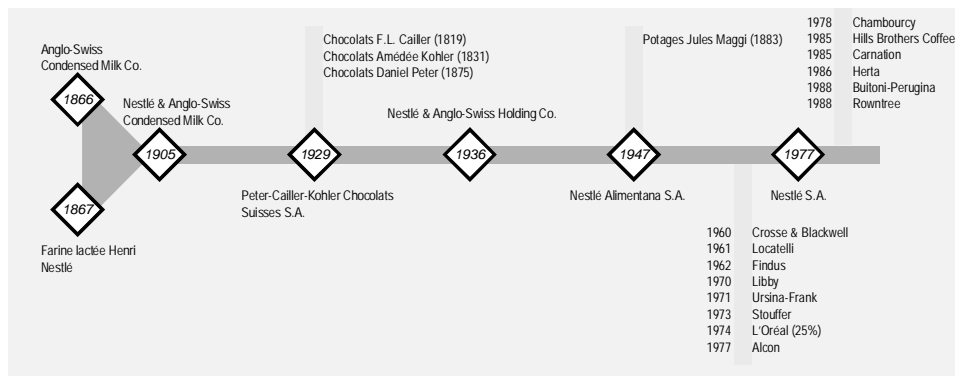 Anglo-Swiss
Condensed Milk Co.
1866
1867
Farine lactée Henri
Nestlé
Nestlé & Anglo-Swiss
Condensed Milk Co.
1905
Chocolats F.L. Cailler (1819)
Chocolats Amédée Kohler (1831)
Chocolats Daniel Peter (1875)
1929
Peter-Cailler-Kohler Chocolats
Suisses S.A.
Nestlé & Anglo-Swiss Holding Co.
1936
Potages Jules Maggi (1883)
1947
Nestlé Alimentana S.A.
1977
Nestlé S.A.
1960 Crosse & Blackwell
1961 Locatelli
1962 Findus
1970 Libby
1971 Ursina-Frank
1973 Stouffer
1974 L'Oréal (25%)
1977 Alcon
1978 Chambourcy
1985 Hills Brothers Coffee
1985 Carnation
1986 Herta
1988 Buitoni-Perugina
1988 Rowntree